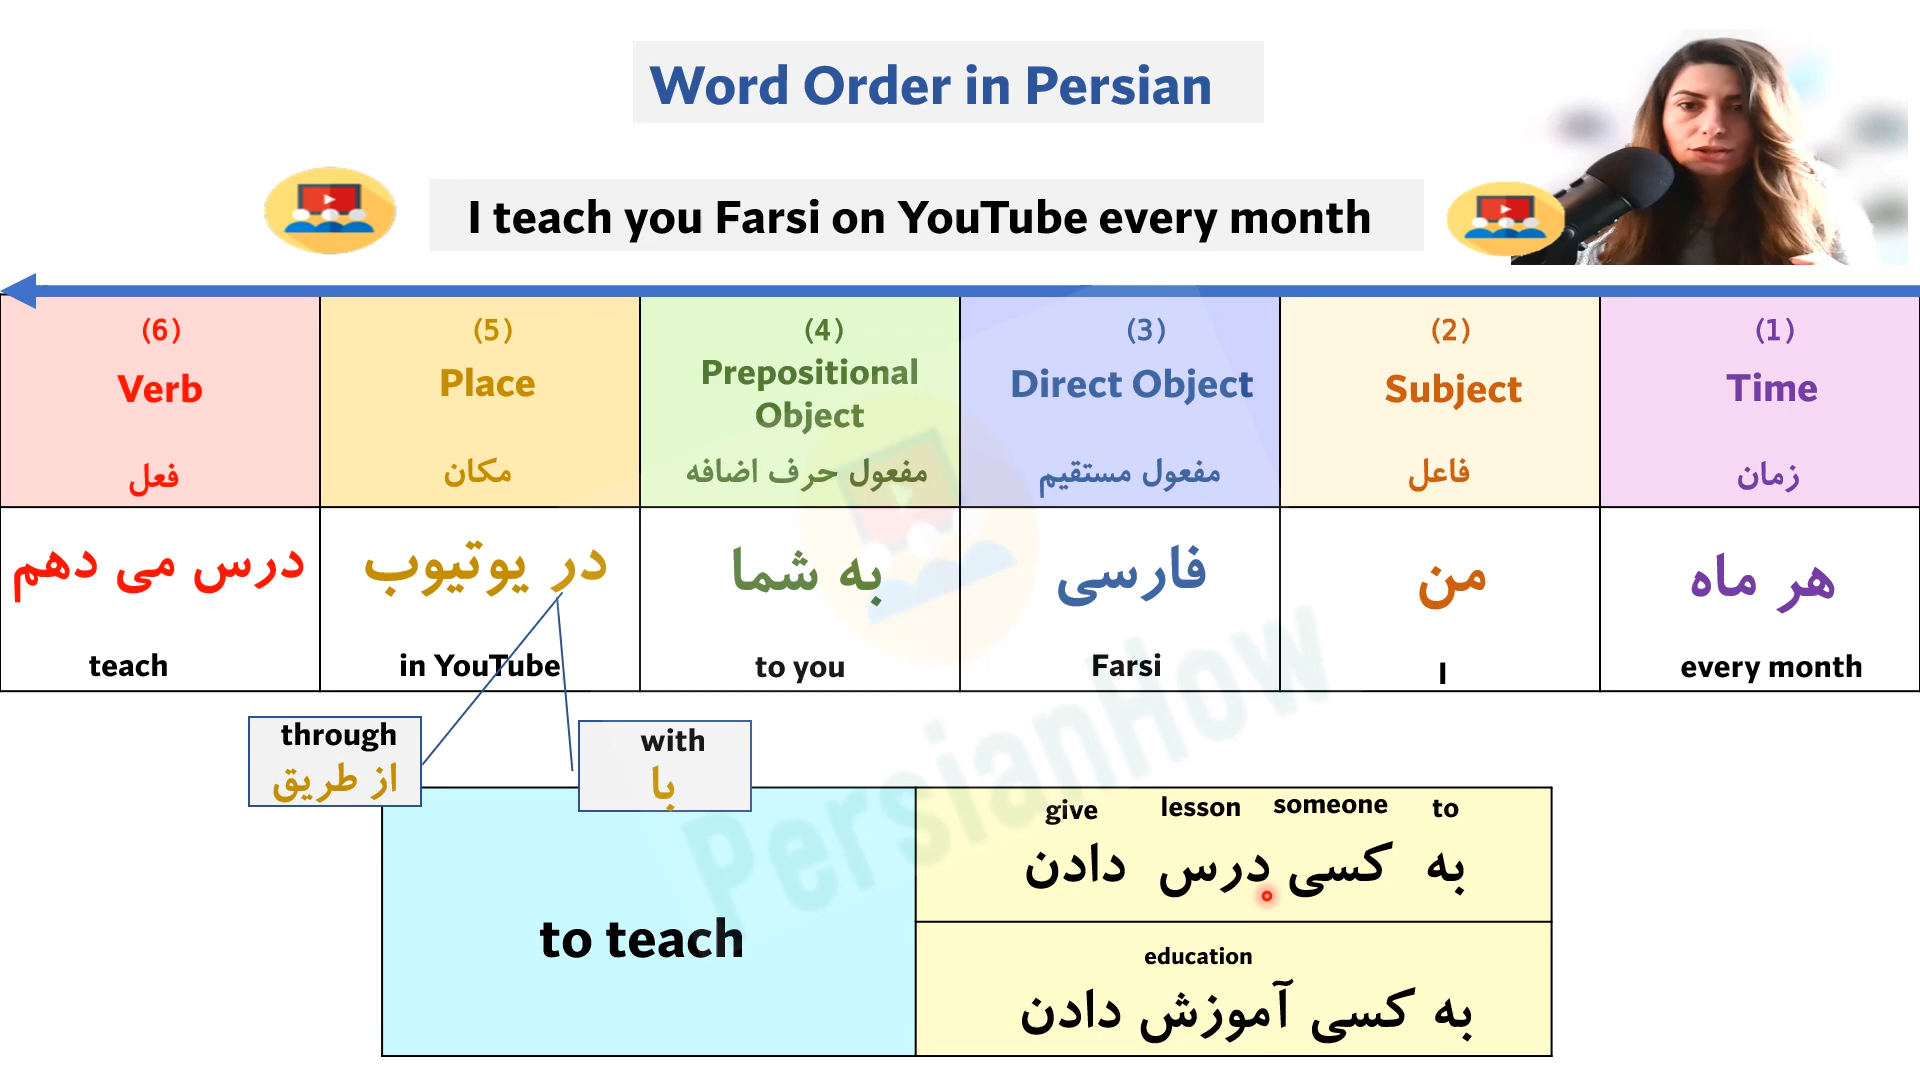 Word Order in Persian
I teach you Farsi on YouTube every month
(1)
Time
زمان
(2)
Subject
فاعل
(3)
Direct Object
مفعول مستقیم
(4)
Prepositional
Object
مفعول حرف اضافه
(5)
Place
مکان
(6)
Verb
فعل
هر ماه
every month
من
I
فارسی
Farsi
به شما
to you
در یوتیوب
in YouTube
درس می دهم
teach
through
از طریق
with
با
to teach
give lesson someone to
به کسی درس دادن
education
به کسی آموزش دادن
PersianHow